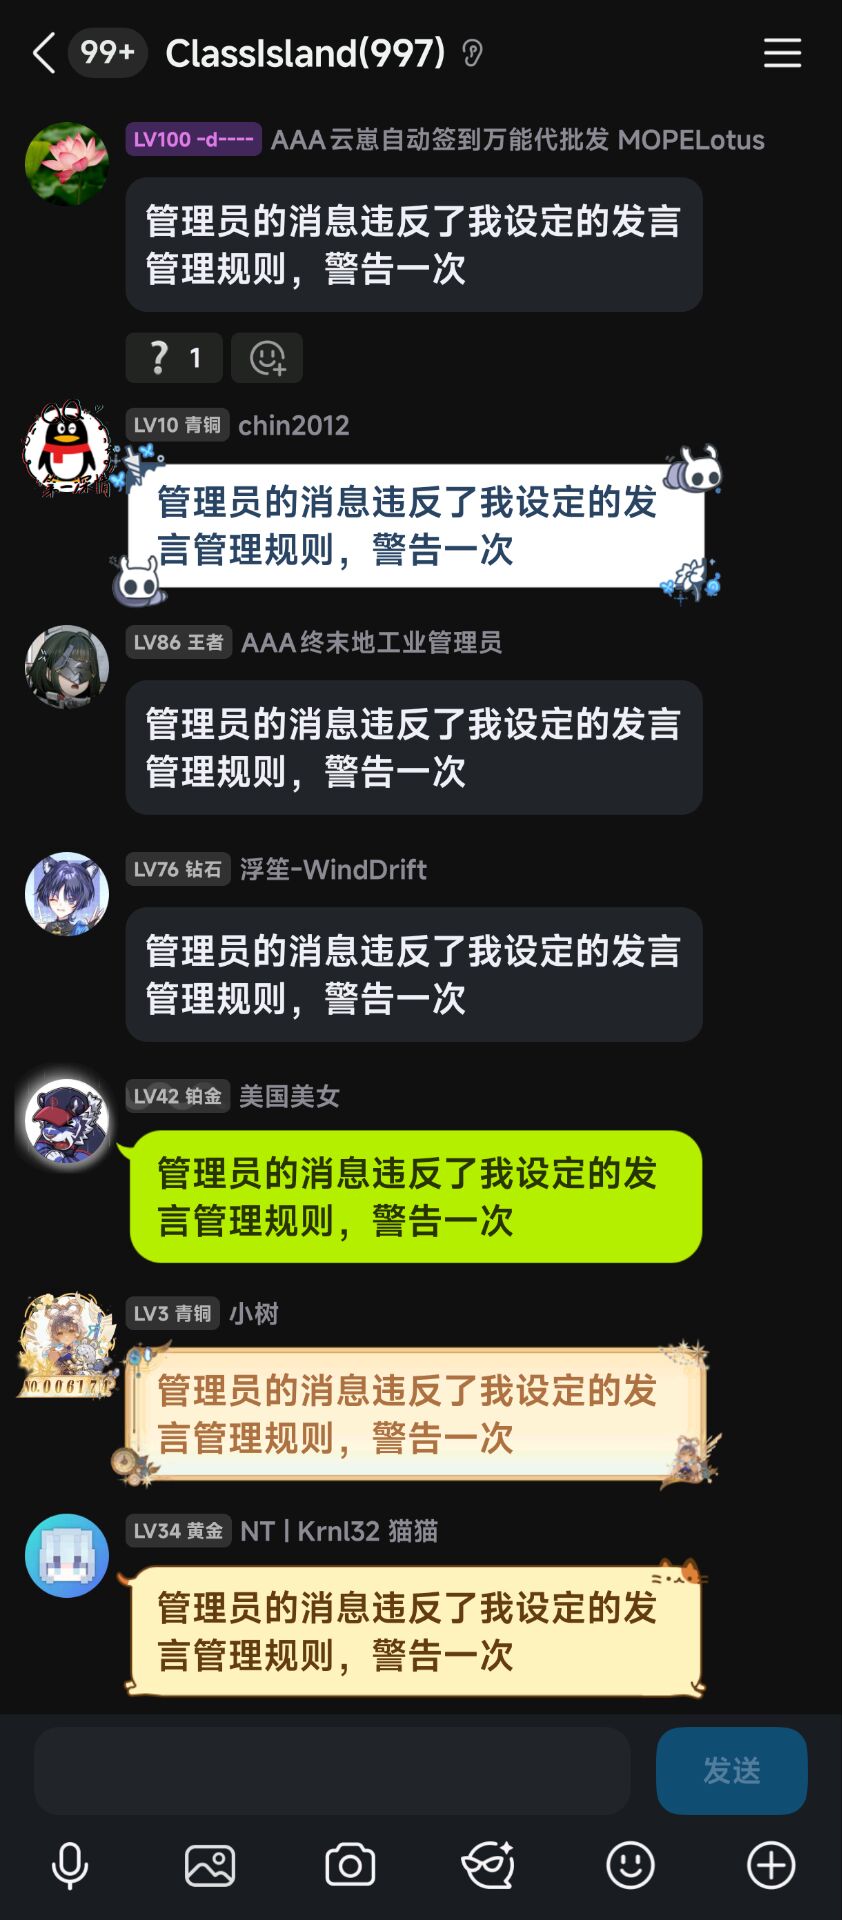 99+ ClassIsland(997)
LV100 -d---- AAA云崽自动签到万能代批发 MOPELotus
管理员的消息违反了我设定的发言
管理规则，警告一次
? 1
LV10 青铜 chin2012
管理员的消息违反了我设定的发
言管理规则，警告一次
LV86 王者 AAA终末地工业管理员
管理员的消息违反了我设定的发言
管理规则，警告一次
LV76 钻石 浮笙-WindDrift
管理员的消息违反了我设定的发言
管理规则，警告一次
LV42 铂金 美国美女
管理员的消息违反了我设定的发
言管理规则，警告一次
LV3 青铜 小树
NO.006171
管理员的消息违反了我设定的发
言管理规则，警告一次
LV34 黄金 NT | Krnl32 猫猫
管理员的消息违反了我设定的发
言管理规则，警告一次
发送